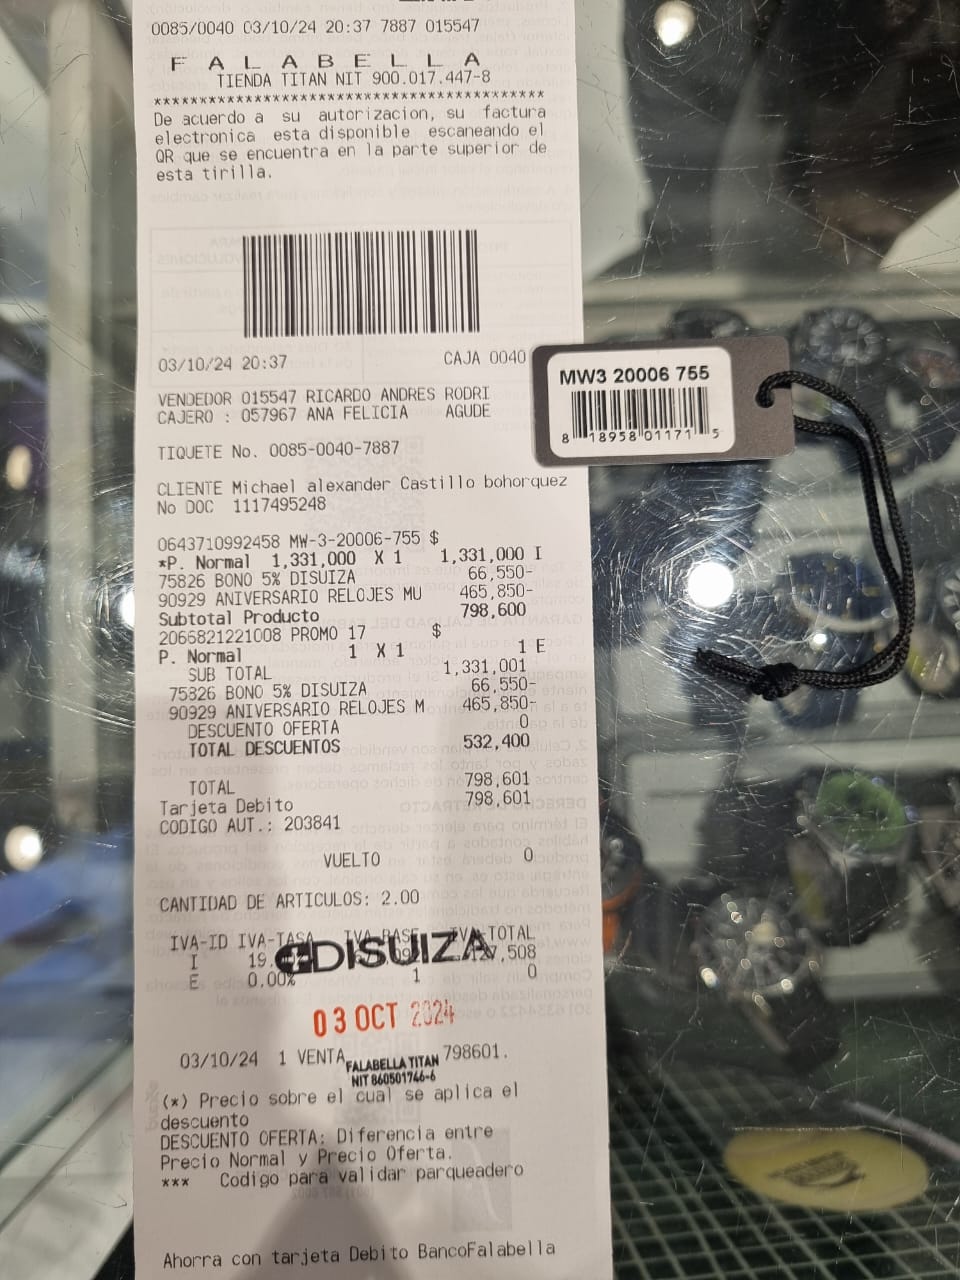 0085/0040 03/10/24 20:37 7887 015547
F A L A B E L L A
TIENDA TITAN NIT 900.017.447-8
******************************************
De acuerdo a su autorizacion, su factura
electronica esta disponible escaneando el
QR que se encuentra en la parte superior de
esta tirilla.
03/10/24 20:37 CAJA 0040
VENDEDOR 015547 RICARDO ANDRES RODRI
CAJERO : 057967 ANA FELICIA AGUDE
TIQUETE No. 0085-0040-7887
CLIENTE Michael alexander Castillo bohorquez
No DOC 1117495248
0643710992458 MW-3-20006-755 $
*P. Normal 1,331,000 X 1 1,331,000 I
75826 BONO 5% DISUIZA 66,550-
90929 ANIVERSARIO RELOJES MU 465,850-
Subtotal Producto 798,600
2066821221008 PROMO 17 $
P. Normal 1 X 1 1 E
SUB TOTAL 1,331,001
75826 BONO 5% DISUIZA 66,550-
90929 ANIVERSARIO RELOJES M 465,850-
DESCUENTO OFERTA 0
TOTAL DESCUENTOS 532,400
TOTAL 798,601
Tarjeta Debito 798,601
CODIGO AUT.: 203841
VUELTO 0
CANTIDAD DE ARTICULOS: 2.00
IVA-ID IVA-TASA IVA-BASE IVA-TOTAL
I
E 0.00% 1 0
DISUIZA
03 OCT 2024
03/10/24 1 VENTA 798601.
FALABELLA TITAN
NIT 860501746-6
(*) Precio sobre el cual se aplica el
descuento
DESCUENTO OFERTA: Diferencia entre
Precio Normal y Precio Oferta.
*** Codigo para validar parqueadero
Ahorra con tarjeta Debito BancoFalabella
MW3 20006 755
8 18958 01171 5